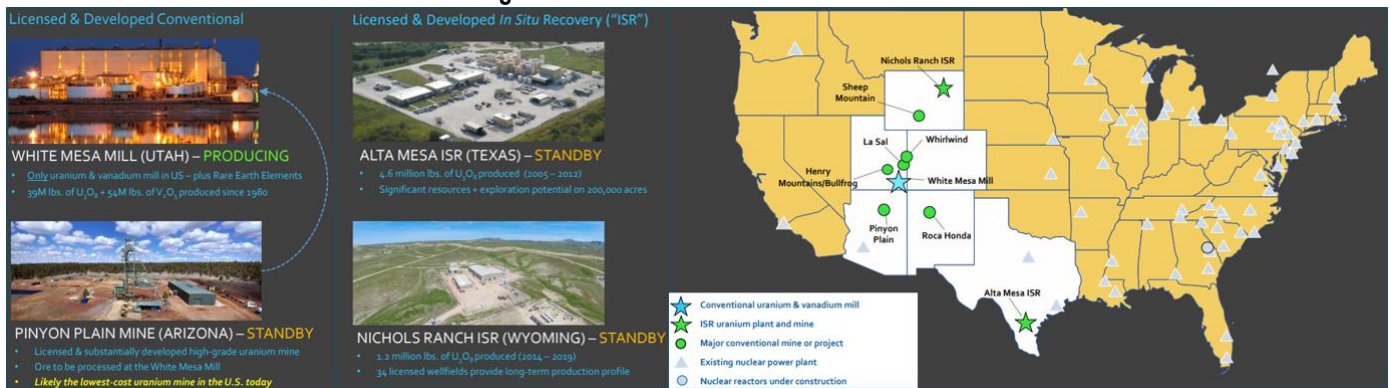 Licensed & Developed Conventional
WHITE MESA MILL (UTAH) – PRODUCING
• Only uranium & vanadium mill in US – plus Rare Earth Elements
• 39M lbs. of U₃O₈ + 54M lbs. of V₂O₅ produced since 1980
PINYON PLAIN MINE (ARIZONA) – STANDBY
• Licensed & substantially developed high-grade uranium mine
• Ore to be processed at the White Mesa Mill
• Likely the lowest-cost uranium mine in the U.S. today
Licensed & Developed In Situ Recovery ("ISR")
ALTA MESA ISR (TEXAS) – STANDBY
• 4.6 million lbs. of U₃O₈ produced (2005 – 2012)
• Significant resources + exploration potential on 200,000 acres
NICHOLS RANCH ISR (WYOMING) – STANDBY
• 1.2 million lbs. of U₃O₈ produced (2014 – 2019)
• 34 licensed wellfields provide long-term production profile
Nichols Ranch ISR
Sheep
Mountain
Whirlwind
La Sal
Henry
Mountains/Bullfrog
White Mesa Mill
Pinyon
Plain
Roca Honda
Alta Mesa ISR
Conventional uranium & vanadium mill
ISR uranium plant and mine
Major conventional mine or project
Existing nuclear power plant
Nuclear reactors under construction